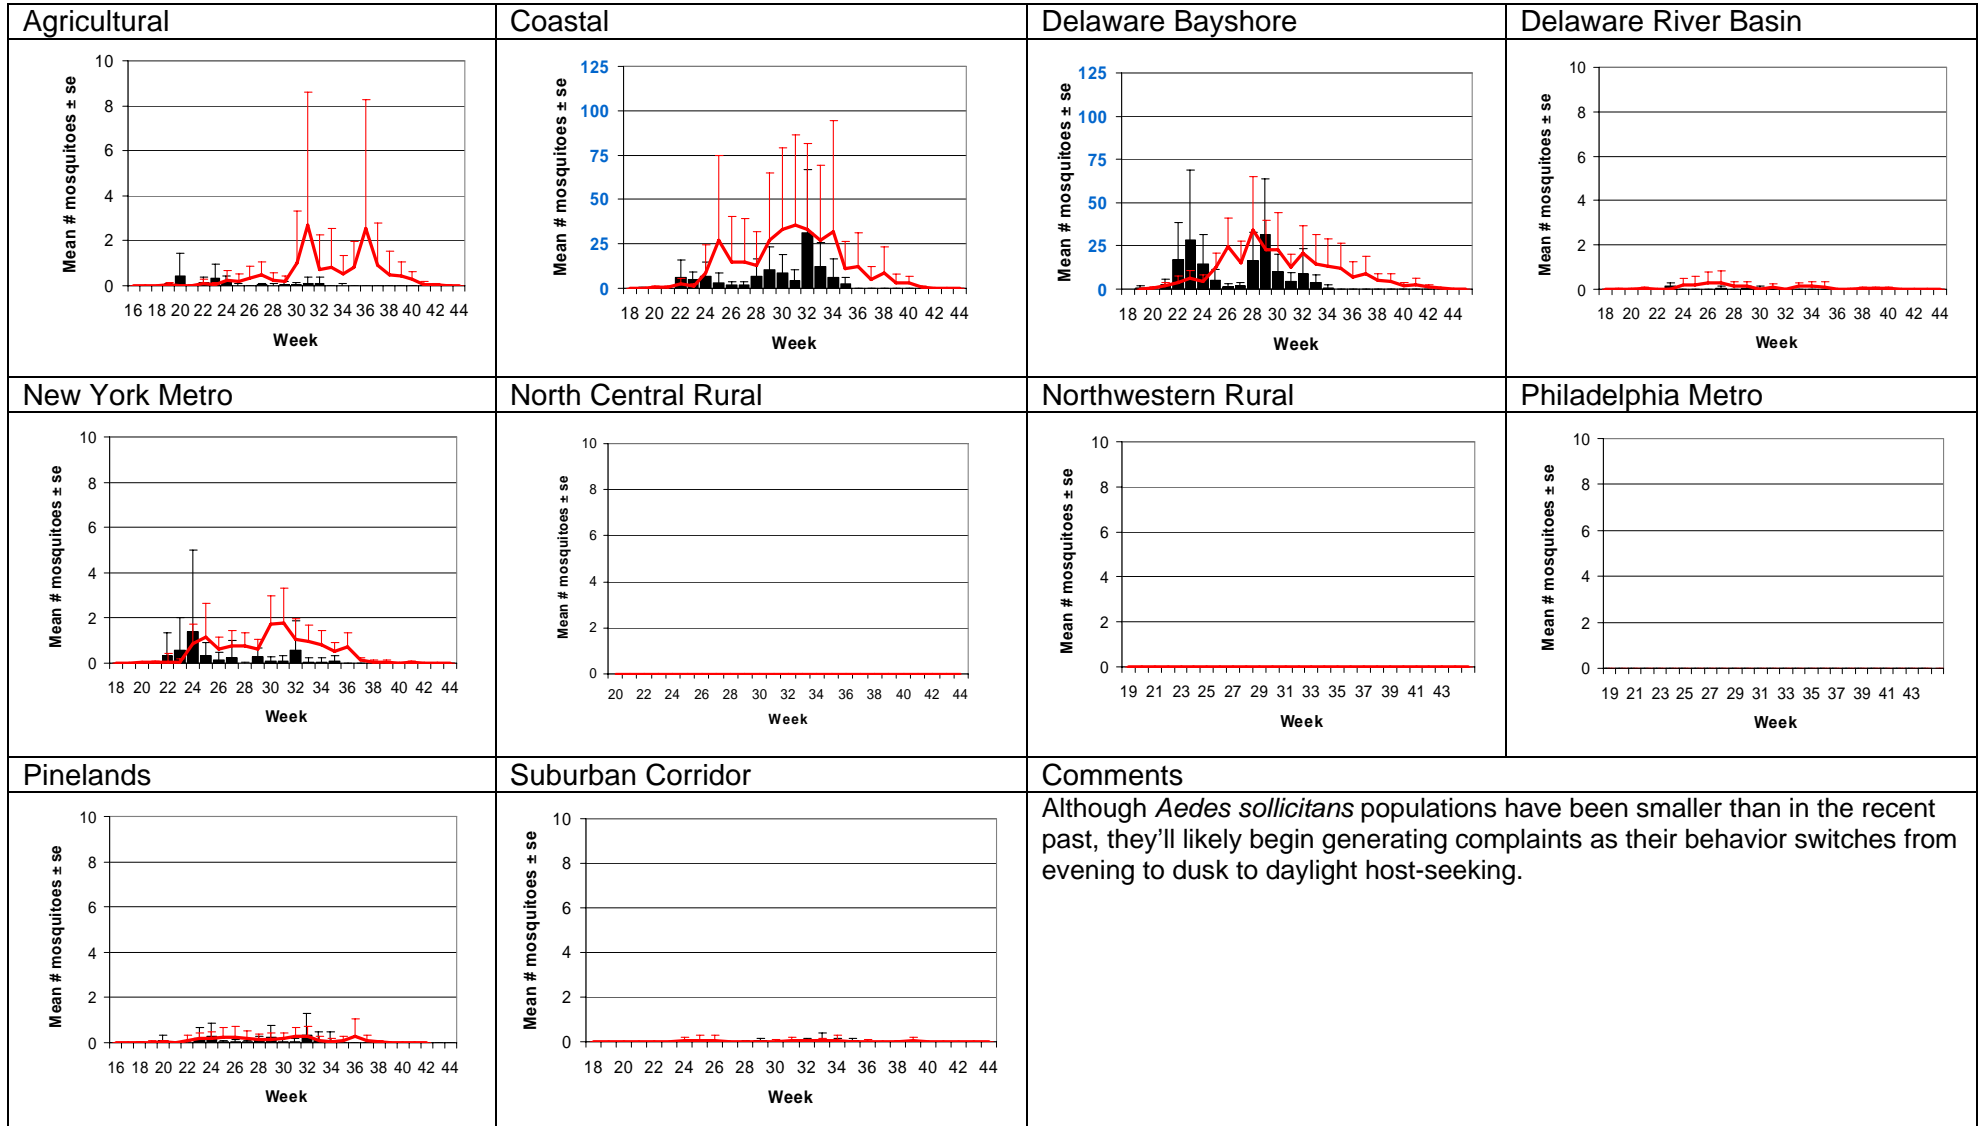 Agricultural
Mean # mosquitoes ± se
10
8
6
4
2
0
16 18 20 22 24 26 28 30 32 34 36 38 40 42 44
Week
Coastal
Mean # mosquitoes ± se
125
100
75
50
25
0
18 20 22 24 26 28 30 32 34 36 38 40 42 44
Week
Delaware Bayshore
Mean # mosquitoes ± se
125
100
75
50
25
0
18 20 22 24 26 28 30 32 34 36 38 40 42 44
Week
Delaware River Basin
Mean # mosquitoes ± se
10
8
6
4
2
0
18 20 22 24 26 28 30 32 34 36 38 40 42 44
Week
New York Metro
Mean # mosquitoes ± se
10
8
6
4
2
0
18 20 22 24 26 28 30 32 34 36 38 40 42 44
Week
North Central Rural
Mean # mosquitoes ± se
10
8
6
4
2
0
20 22 24 26 28 30 32 34 36 38 40 42 44
Week
Northwestern Rural
Mean # mosquitoes ± se
10
8
6
4
2
0
19 21 23 25 27 29 31 33 35 37 39 41 43
Week
Philadelphia Metro
Mean # mosquitoes ± se
10
8
6
4
2
0
19 21 23 25 27 29 31 33 35 37 39 41 43
Week
Pinelands
Mean # mosquitoes ± se
10
8
6
4
2
0
16 18 20 22 24 26 28 30 32 34 36 38 40 42 44
Week
Suburban Corridor
Mean # mosquitoes ± se
10
8
6
4
2
0
18 20 22 24 26 28 30 32 34 36 38 40 42 44
Week
Comments
Although Aedes sollicitans populations have been smaller than in the recent
past, they'll likely begin generating complaints as their behavior switches from
evening to dusk to daylight host-seeking.